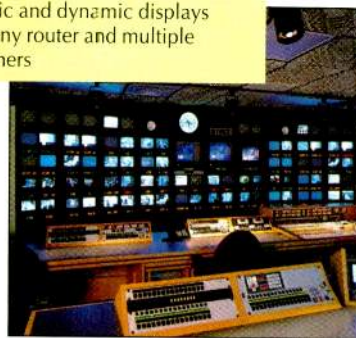 ic and dynamic displays
ny router and multiple
ners